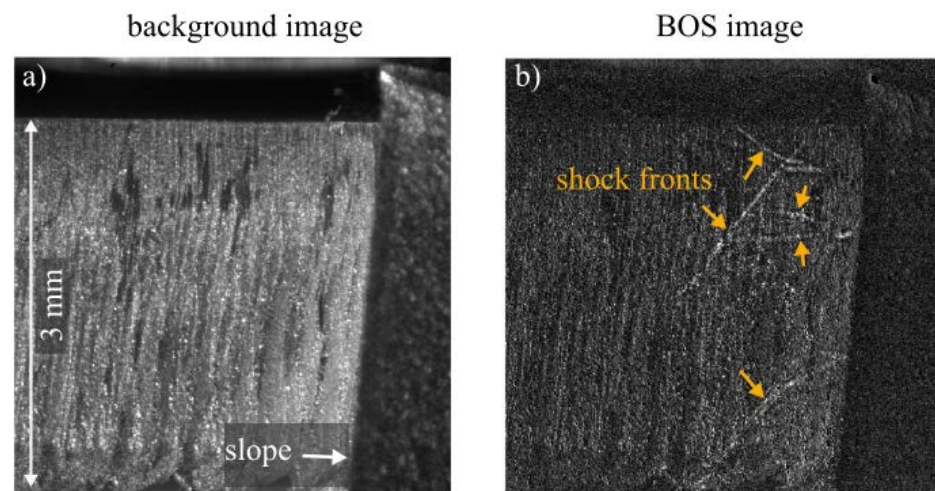 background image
BOS image
a)
b)
shock fronts
3 mm
slope